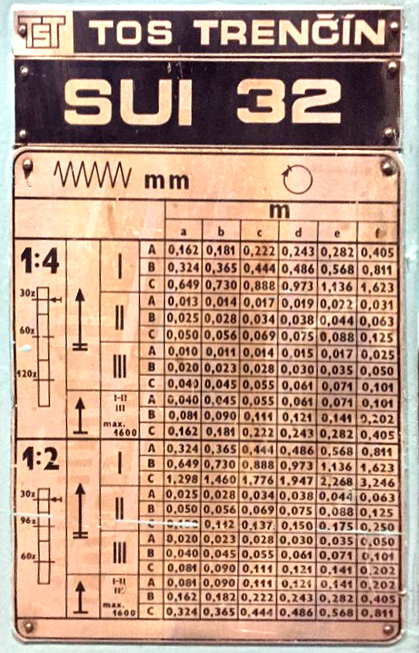 TST TOS TRENČÍN
SUI 32
mm
m
a b c d e f
1:4
30z
60z
120z
I
A 0,162 0,181 0,222 0,243 0,282 0,405
B 0,324 0,365 0,444 0,486 0,568 0,811
C 0,649 0,730 0,888 0,973 1,136 1,623
II
A 0,013 0,014 0,017 0,019 0,022 0,031
B 0,025 0,028 0,034 0,038 0,044 0,063
C 0,050 0,056 0,069 0,075 0,088 0,125
III
A 0,010 0,011 0,014 0,015 0,017 0,025
B 0,020 0,023 0,028 0,030 0,035 0,050
C 0,040 0,045 0,055 0,061 0,071 0,101
I-II
III
max.
1600
A 0,040 0,045 0,055 0,061 0,071 0,101
B 0,081 0,090 0,111 0,121 0,141 0,202
C 0,162 0,181 0,222 0,243 0,282 0,405
1:2
30z
96z
60z
I
A 0,324 0,365 0,444 0,486 0,568 0,811
B 0,649 0,730 0,888 0,973 1,136 1,623
C 1,298 1,460 1,776 1,947 2,268 3,246
II
A 0,025 0,028 0,034 0,038 0,044 0,063
B 0,050 0,056 0,069 0,075 0,088 0,125
0,112 0,137 0,150 0,175 0,250
III
A 0,020 0,023 0,028 0,030 0,035 0,050
B 0,040 0,045 0,055 0,061 0,071 0,101
C 0,081 0,090 0,111 0,121 0,141 0,202
I-II
max.
1600
A 0,081 0,090 0,111 0,121 0,141 0,202
B 0,162 0,182 0,222 0,243 0,282 0,405
C 0,324 0,365 0,444 0,486 0,568 0,811